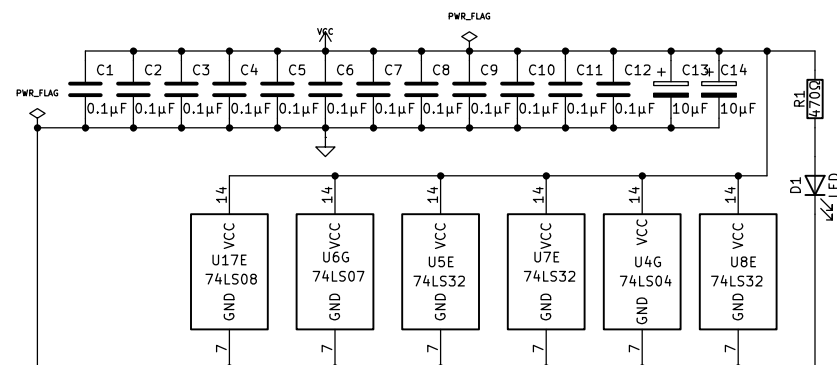 PWR_FLAG
VCC
C1 C2 C3 C4 C5 C6 C7 C8 C9 C10 C11 C12 + C13 + C14
PWR_FLAG
0.1µF 0.1µF 0.1µF 0.1µF 0.1µF 0.1µF 0.1µF 0.1µF 0.1µF 0.1µF 0.1µF 0.1µF 10µF 10µF
R1 470Ω
D1 LED
14 14 14 14 14 14
VCC VCC VCC VCC VCC VCC
U17E U6G U5E U7E U4G U8E
74LS08 74LS07 74LS32 74LS32 74LS04 74LS32
GND GND GND GND GND GND
7 7 7 7 7 7